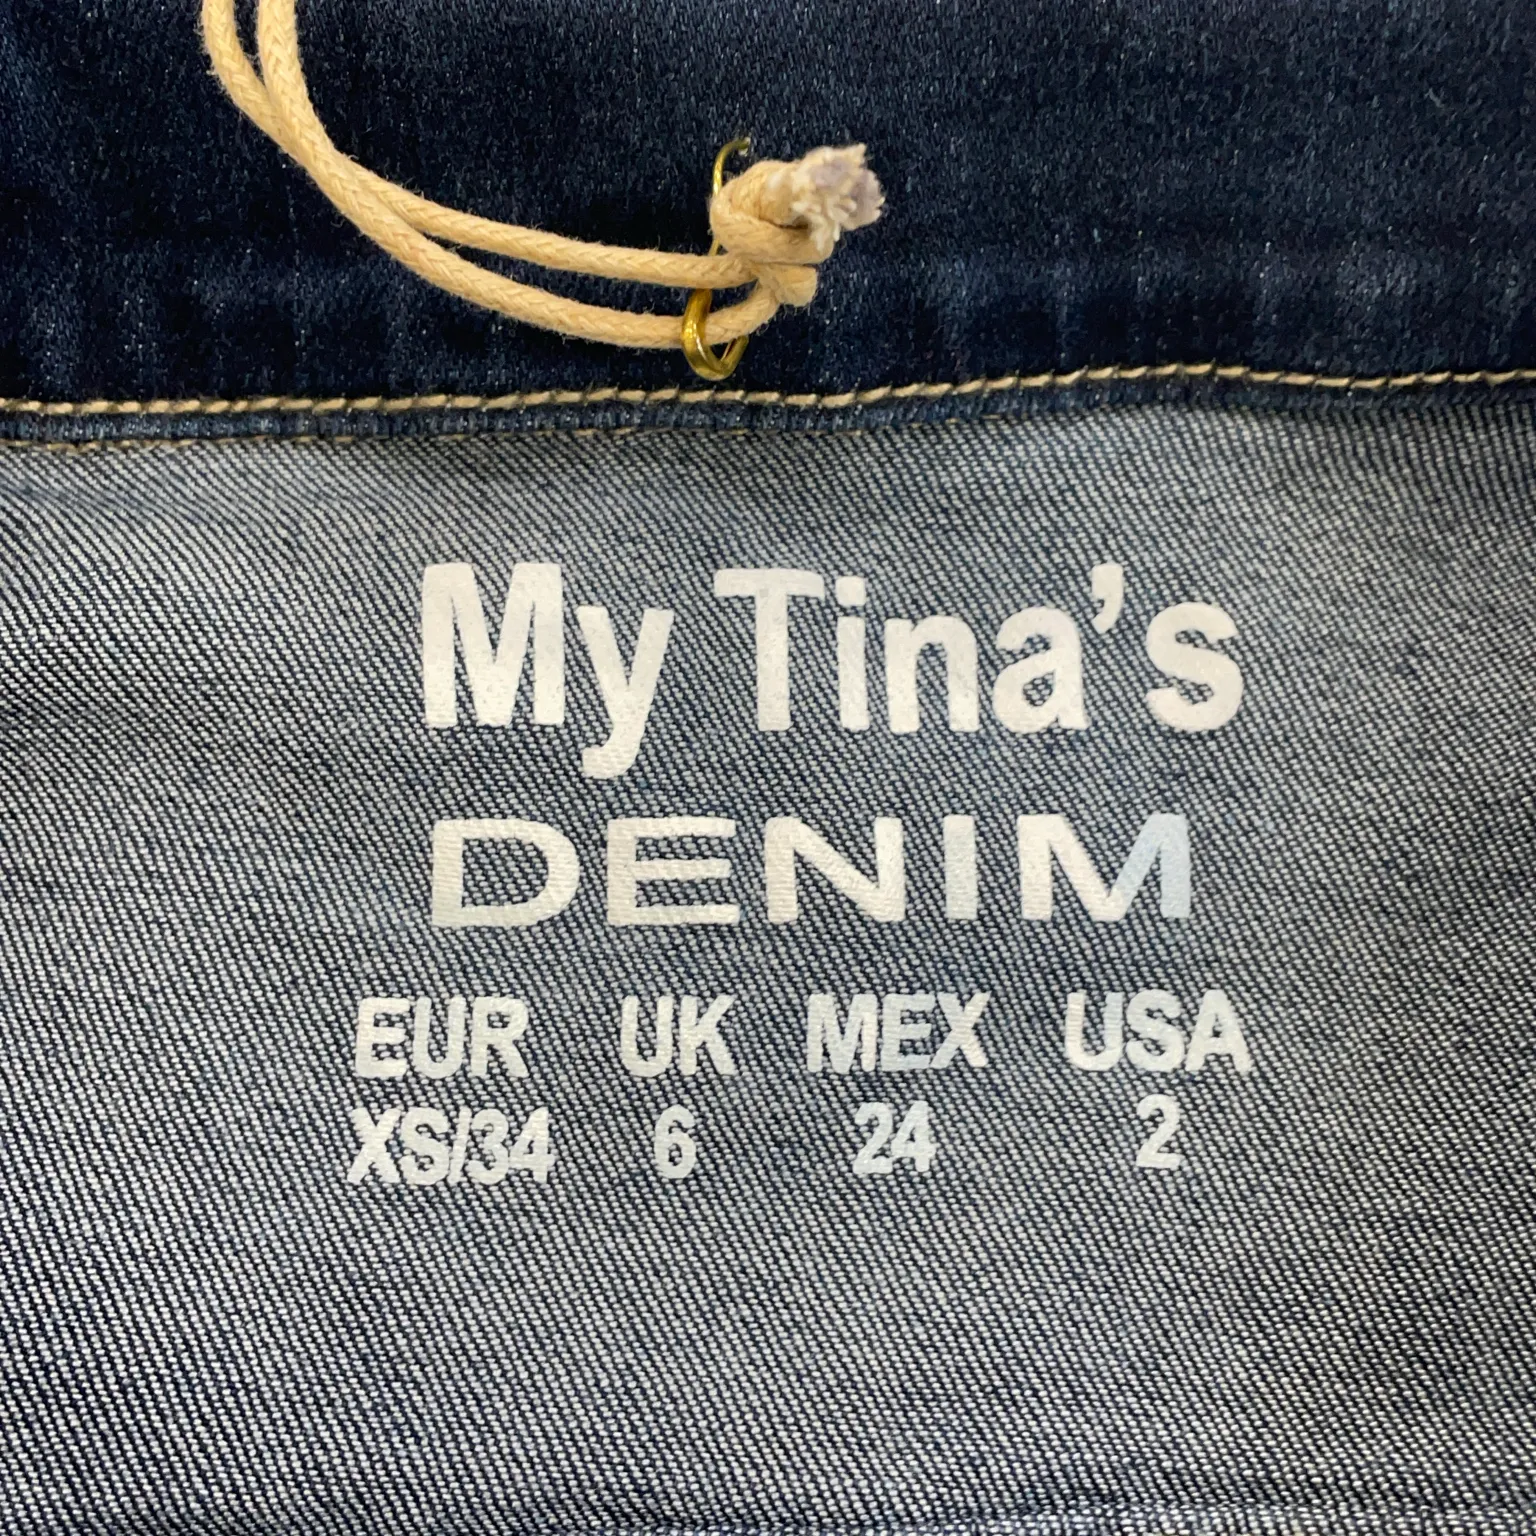 My Tina's
DENIM
EUR UK MEX USA
XS/34 6 24 2